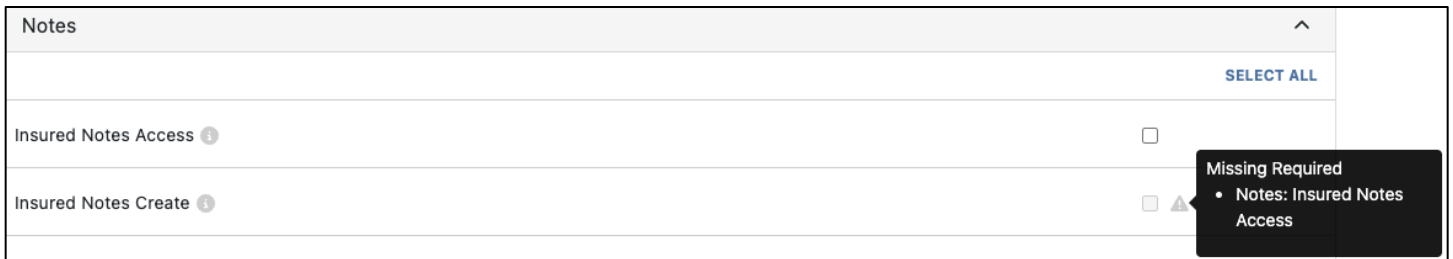 Notes
SELECT ALL
Insured Notes Access
Insured Notes Create
Missing Required
• Notes: Insured Notes
Access